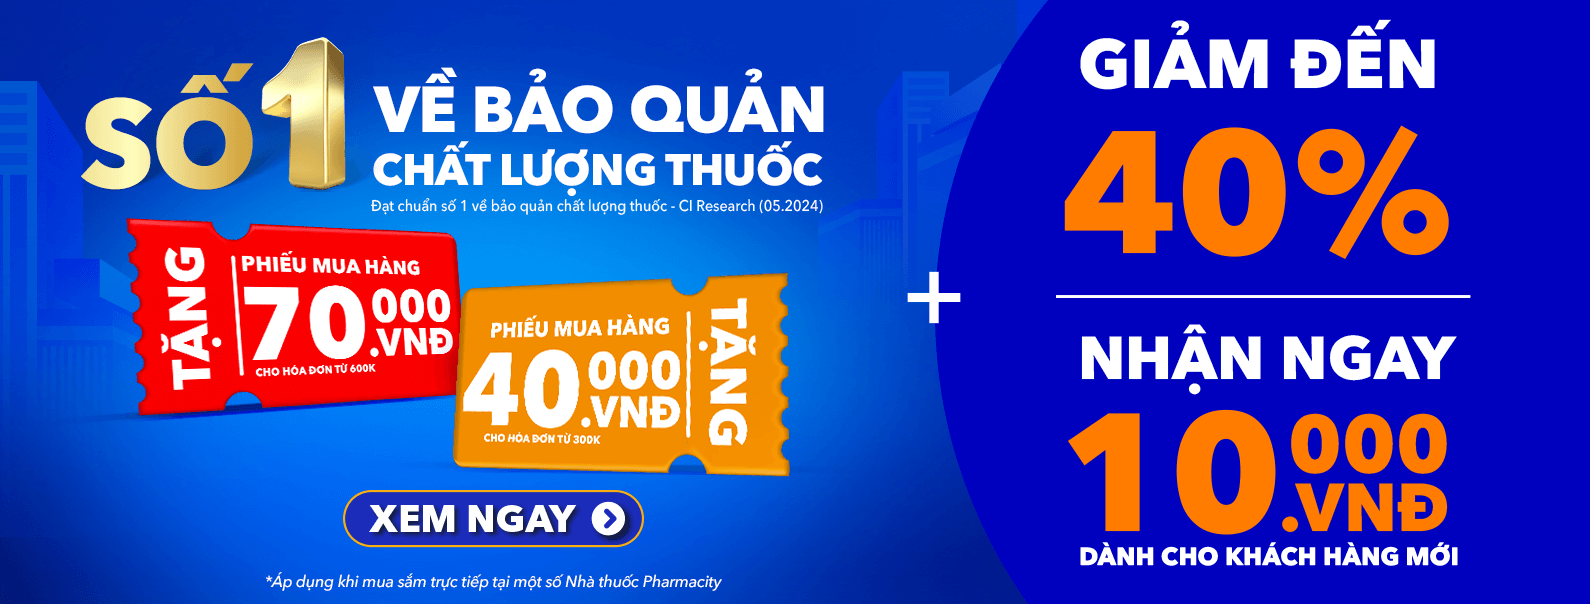 SỐ 1
VỀ BẢO QUẢN
CHẤT LƯỢNG THUỐC
Đạt chuẩn số 1 về bảo quản chất lượng thuốc - CI Research (05.2024)
TẶNG
PHIẾU MUA HÀNG
70.000 VNĐ
CHO HÓA ĐƠN TỪ 600K
PHIẾU MUA HÀNG
40.000 VNĐ
CHO HÓA ĐƠN TỪ 300K
TẶNG
XEM NGAY
*Áp dụng khi mua sắm trực tiếp tại một số Nhà thuốc Pharmacity
+
GIẢM ĐẾN
40%
NHẬN NGAY
10.000 VNĐ
DÀNH CHO KHÁCH HÀNG MỚI